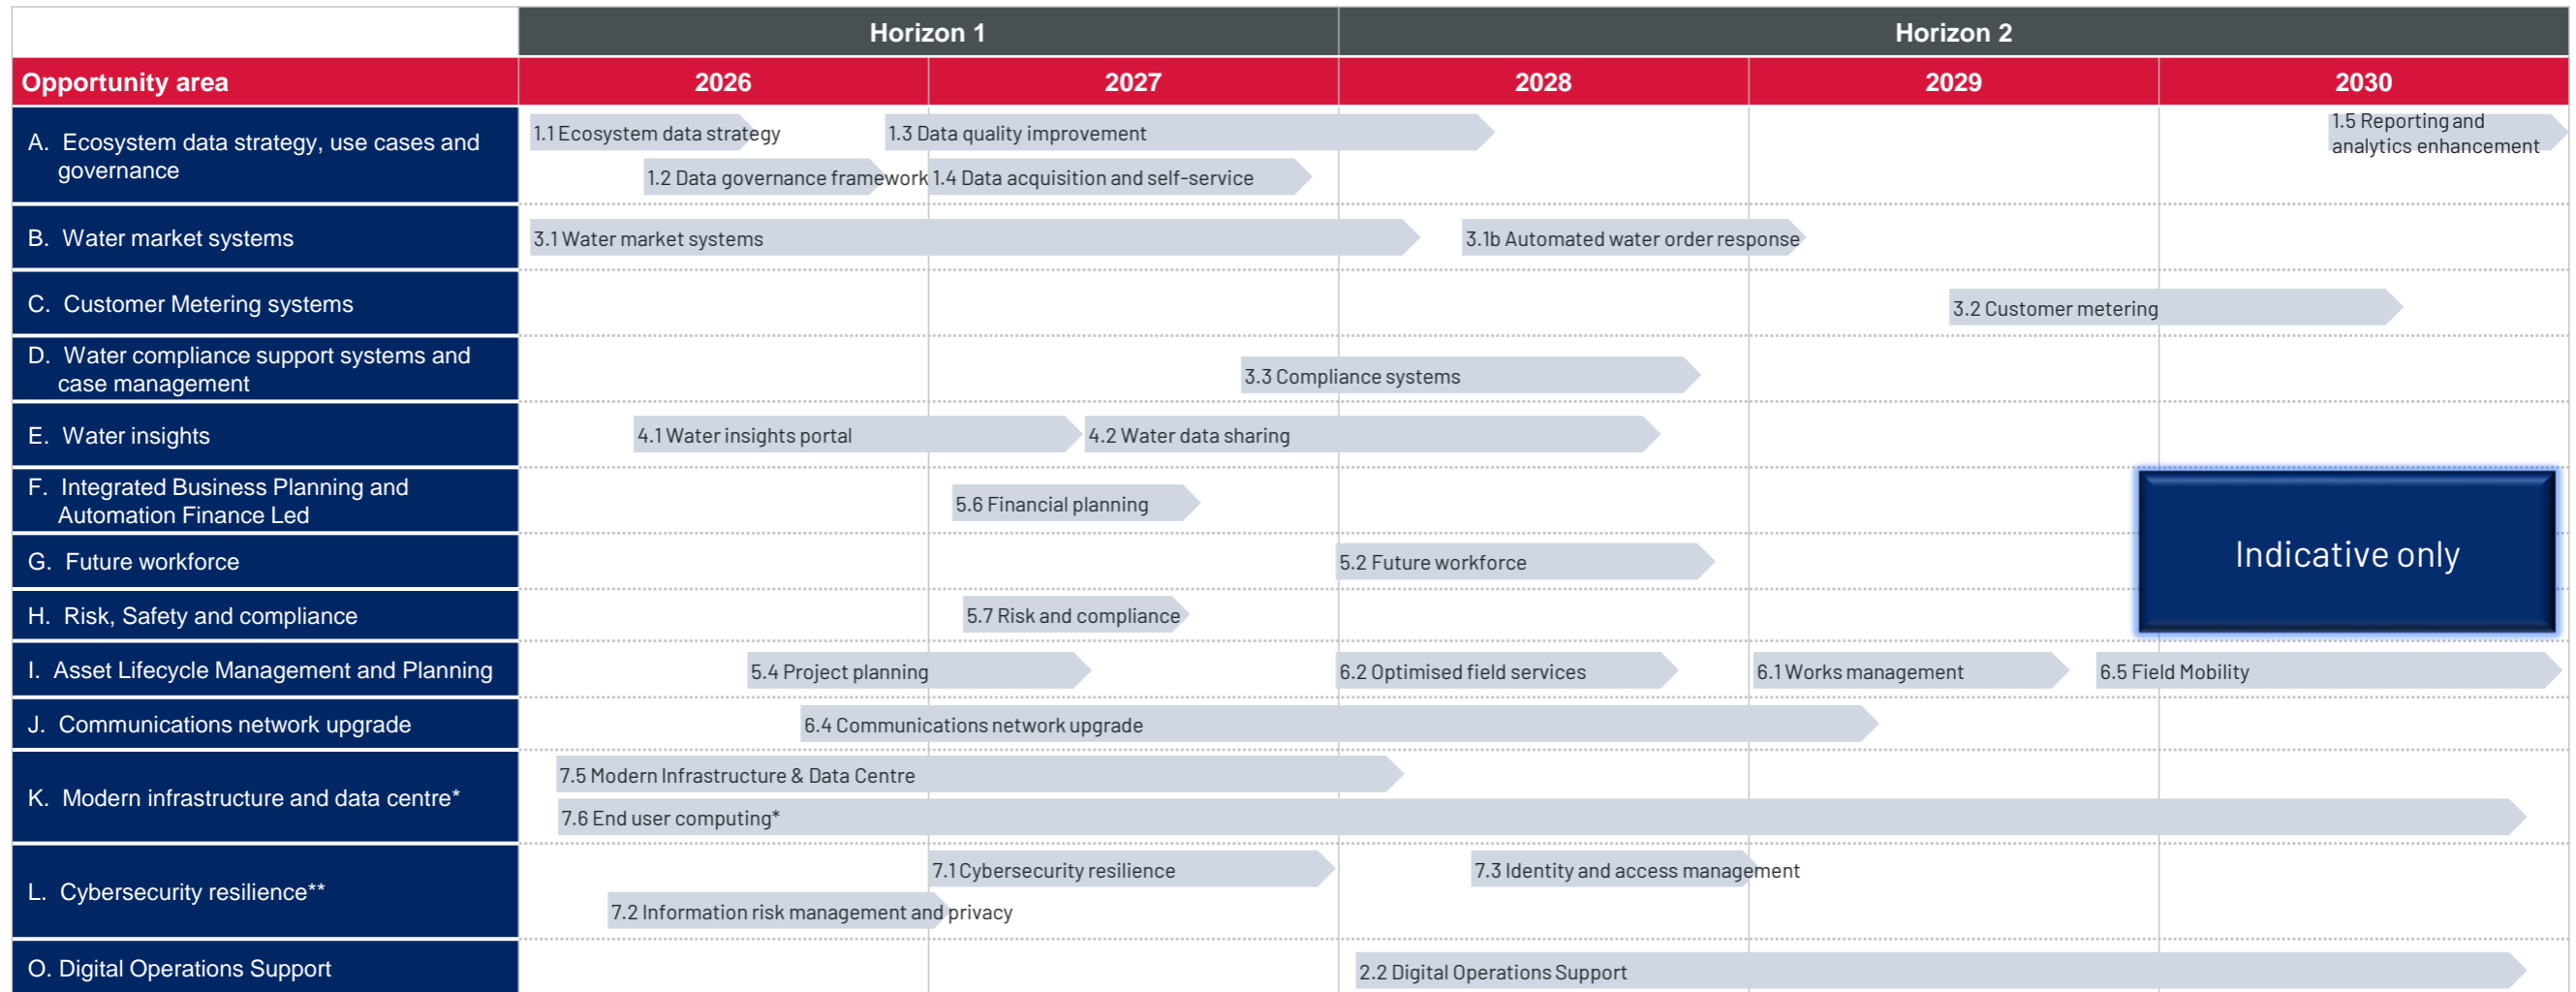 Horizon 1
Horizon 2
Opportunity area
2026
2027
2028
2029
2030
A. Ecosystem data strategy, use cases and
governance
1.1 Ecosystem data strategy
1.3 Data quality improvement
1.5 Reporting and
analytics enhancement
1.2 Data governance framework
1.4 Data acquisition and self-service
B. Water market systems
3.1 Water market systems
3.1b Automated water order response
C. Customer Metering systems
3.2 Customer metering
D. Water compliance support systems and
case management
3.3 Compliance systems
E. Water insights
4.1 Water insights portal
4.2 Water data sharing
F. Integrated Business Planning and
Automation Finance Led
5.6 Financial planning
G. Future workforce
5.2 Future workforce
Indicative only
H. Risk, Safety and compliance
5.7 Risk and compliance
I. Asset Lifecycle Management and Planning
5.4 Project planning
6.2 Optimised field services
6.1 Works management
6.5 Field Mobility
J. Communications network upgrade
6.4 Communications network upgrade
K. Modern infrastructure and data centre*
7.5 Modern Infrastructure & Data Centre
7.6 End user computing*
L. Cybersecurity resilience**
7.1 Cybersecurity resilience
7.3 Identity and access management
7.2 Information risk management and privacy
O. Digital Operations Support
2.2 Digital Operations Support